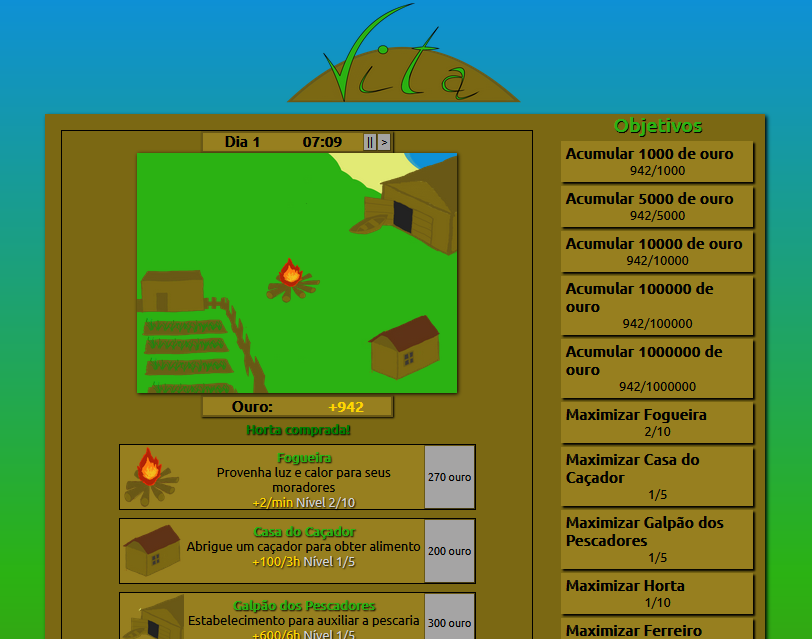 Vita
Dia 1 07:09 || >
Ouro: +942
Horta comprada!
Fogueira
Provenha luz e calor para seus
moradores
+2/min Nível 2/10
270 ouro
Casa do Caçador
Abrigue um caçador para obter alimento
+100/3h Nível 1/5
200 ouro
Galpão dos Pescadores
Estabelecimento para auxiliar a pescaria
+600/6h Nível 1/5
300 ouro
Objetivos
Acumular 1000 de ouro
942/1000
Acumular 5000 de ouro
942/5000
Acumular 10000 de ouro
942/10000
Acumular 100000 de
ouro
942/100000
Acumular 1000000 de
ouro
942/1000000
Maximizar Fogueira
2/10
Maximizar Casa do
Caçador
1/5
Maximizar Galpão dos
Pescadores
1/5
Maximizar Horta
1/10
Maximizar Ferreiro